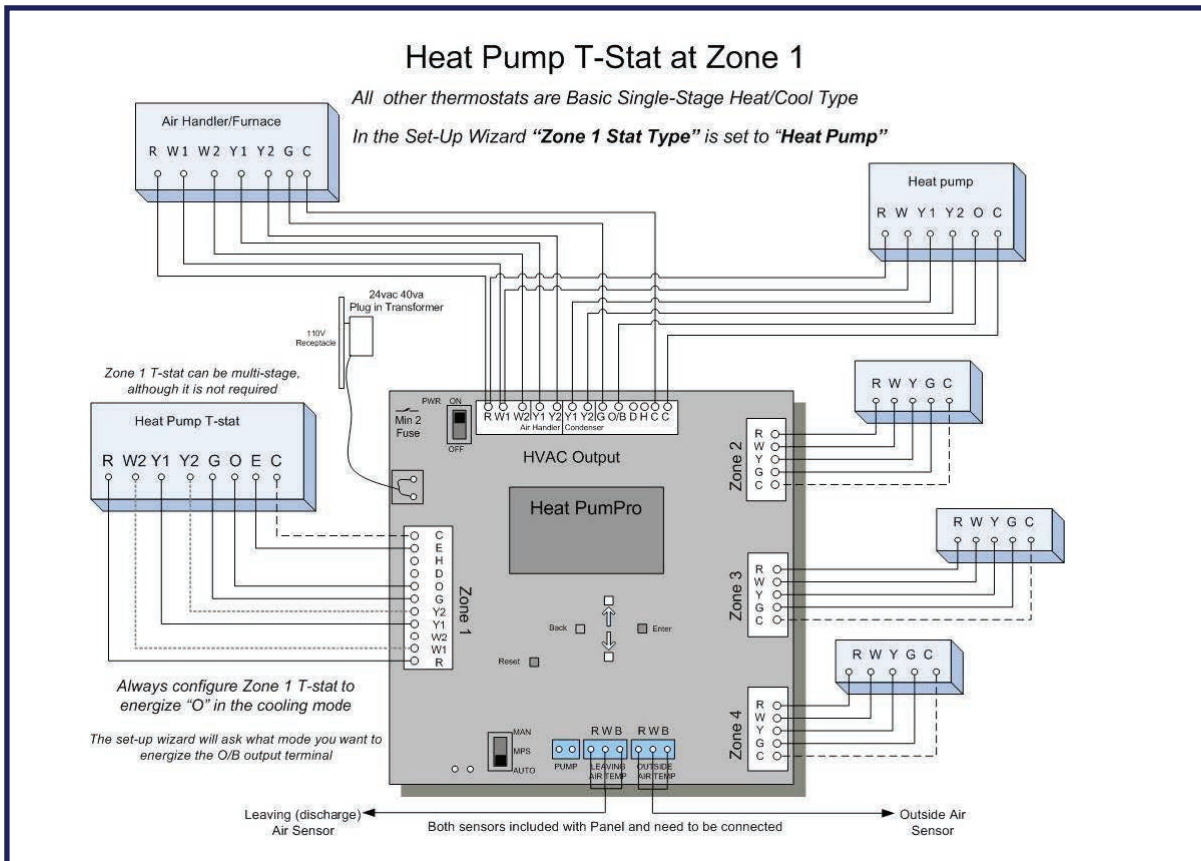 Heat Pump T-Stat at Zone 1
All other thermostats are Basic Single-Stage Heat/Cool Type
In the Set-Up Wizard "Zone 1 Stat Type" is set to "Heat Pump"
Air Handler/Furnace
R W1 W2 Y1 Y2 G C
Heat pump
R W Y1 Y2 O C
24vac 40va
Plug in Transformer
110V
Receptacle
Zone 1 T-stat can be multi-stage,
although it is not required
Heat Pump T-stat
R W2 Y1 Y2 G O E C
PWR
ON
OFF
Min 2
Fuse
R W1 W2 Y1 Y2 Y1 Y2 G O/B D H C C
Air Handler Condenser
HVAC Output
Heat PumPro
Zone 1
C
E
H
D
O
G
Y2
Y1
W2
W1
R
Back
Enter
Reset
R W Y G C
Zone 2
R
W
Y
G
C
R W Y G C
Zone 3
R
W
Y
G
C
R W Y G C
Zone 4
R
W
Y
G
C
Always configure Zone 1 T-stat to
energize "O" in the cooling mode
The set-up wizard will ask what mode you want to
energize the O/B output terminal
MAN
MPS
AUTO
PUMP
R W B
LEAVING
AIR TEMP
R W B
OUTSIDE
AIR TEMP
Leaving (discharge)
Air Sensor
Both sensors included with Panel and need to be connected
Outside Air
Sensor